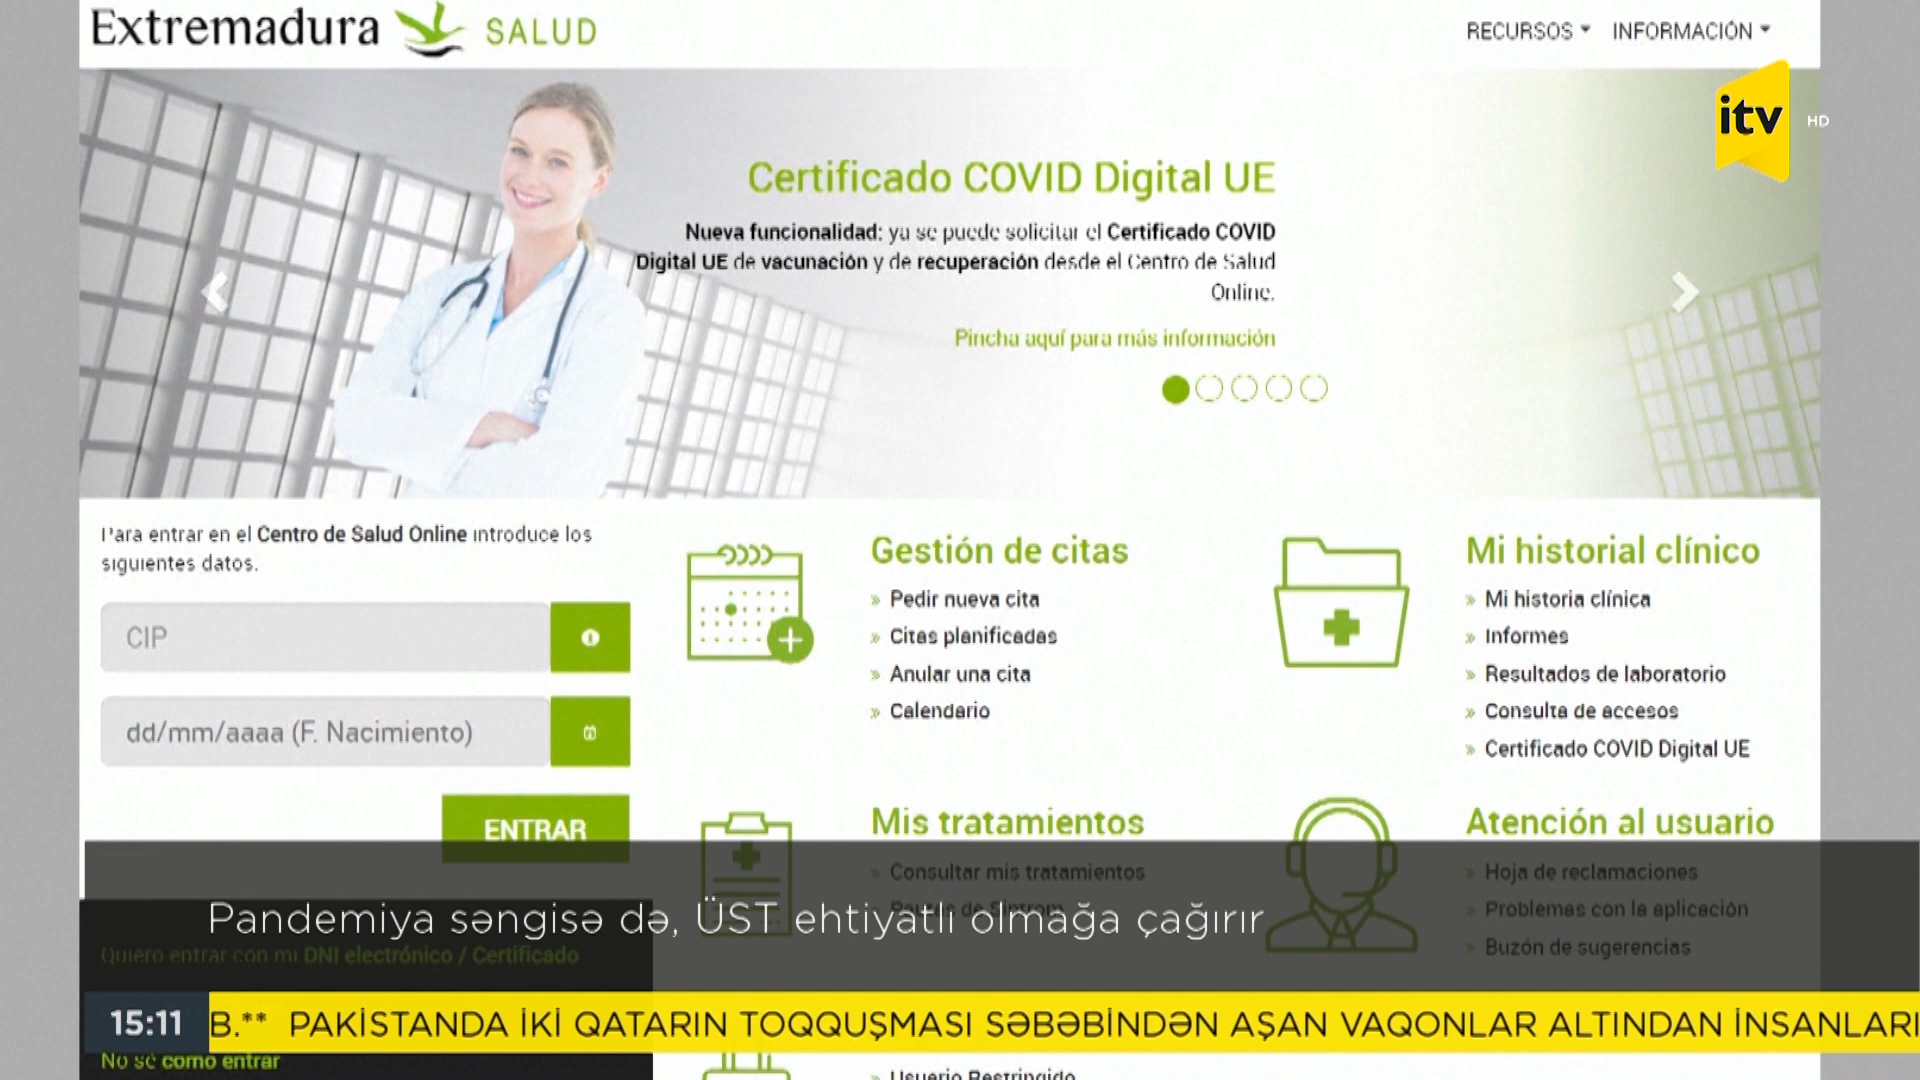 Extremadura SALUD
RECURSOS INFORMACIÓN
itv HD
Certificado COVID Digital UE
Nueva funcionalidad: ya se puede solicitar el Certificado COVID
Digital UE de vacunación y de recuperación desde el Centro de Salud
Online.
Pincha aquí para más información
Para entrar en el Centro de Salud Online introduce los
siguientes datos.
CIP
dd/mm/aaaa (F. Nacimiento)
ENTRAR
Gestión de citas
» Pedir nueva cita
» Citas planificadas
» Anular una cita
» Calendario
Mi historial clínico
» Mi historia clínica
» Informes
» Resultados de laboratorio
» Consulta de accesos
» Certificado COVID Digital UE
Mis tratamientos
» Consultar mis tratamientos
» Pautas de Sintrom
Atención al usuario
» Hoja de reclamaciones
» Problemas con la aplicación
» Buzón de sugerencias
Pandemiya səngisə də, ÜST ehtiyatlı olmağa çağırır
Quiero entrar con mi DNI electrónico / Certificado
15:11 B.** PAKİSTANDA İKİ QATARIN TOQQUŞMASI SƏBƏBİNDƏN AŞAN VAQONLAR ALTINDAN İNSANLARI
No sé como entrar
» Usuario Restringido